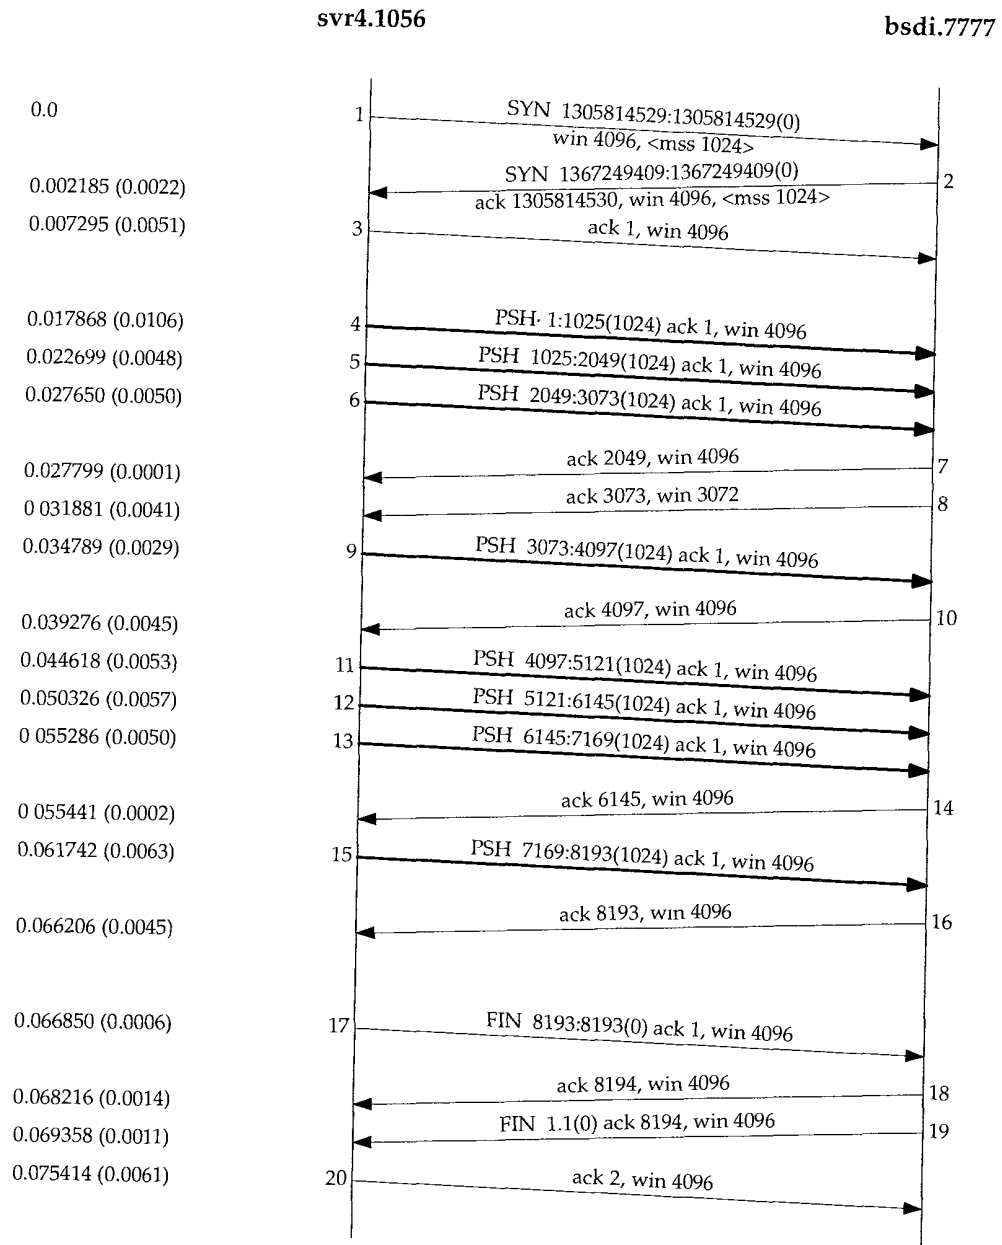 svr4.1056
bsdi.7777
0.0
1
SYN 1305814529:1305814529(0)
win 4096, <mss 1024>
0.002185 (0.0022)
SYN 1367249409:1367249409(0)
2
ack 1305814530, win 4096, <mss 1024>
0.007295 (0.0051)
3
ack 1, win 4096
0.017868 (0.0106)
4
PSH· 1:1025(1024) ack 1, win 4096
0.022699 (0.0048)
5
PSH 1025:2049(1024) ack 1, win 4096
0.027650 (0.0050)
6
PSH 2049:3073(1024) ack 1, win 4096
0.027799 (0.0001)
ack 2049, win 4096
7
0 031881 (0.0041)
ack 3073, win 3072
8
0.034789 (0.0029)
9
PSH 3073:4097(1024) ack 1, win 4096
0.039276 (0.0045)
ack 4097, win 4096
10
0.044618 (0.0053)
11
PSH 4097:5121(1024) ack 1, win 4096
0.050326 (0.0057)
12
PSH 5121:6145(1024) ack 1, win 4096
0 055286 (0.0050)
13
PSH 6145:7169(1024) ack 1, win 4096
0 055441 (0.0002)
ack 6145, win 4096
14
0.061742 (0.0063)
15
PSH 7169:8193(1024) ack 1, win 4096
0.066206 (0.0045)
ack 8193, win 4096
16
0.066850 (0.0006)
17
FIN 8193:8193(0) ack 1, win 4096
0.068216 (0.0014)
ack 8194, win 4096
18
0.069358 (0.0011)
FIN 1.1(0) ack 8194, win 4096
19
0.075414 (0.0061)
20
ack 2, win 4096